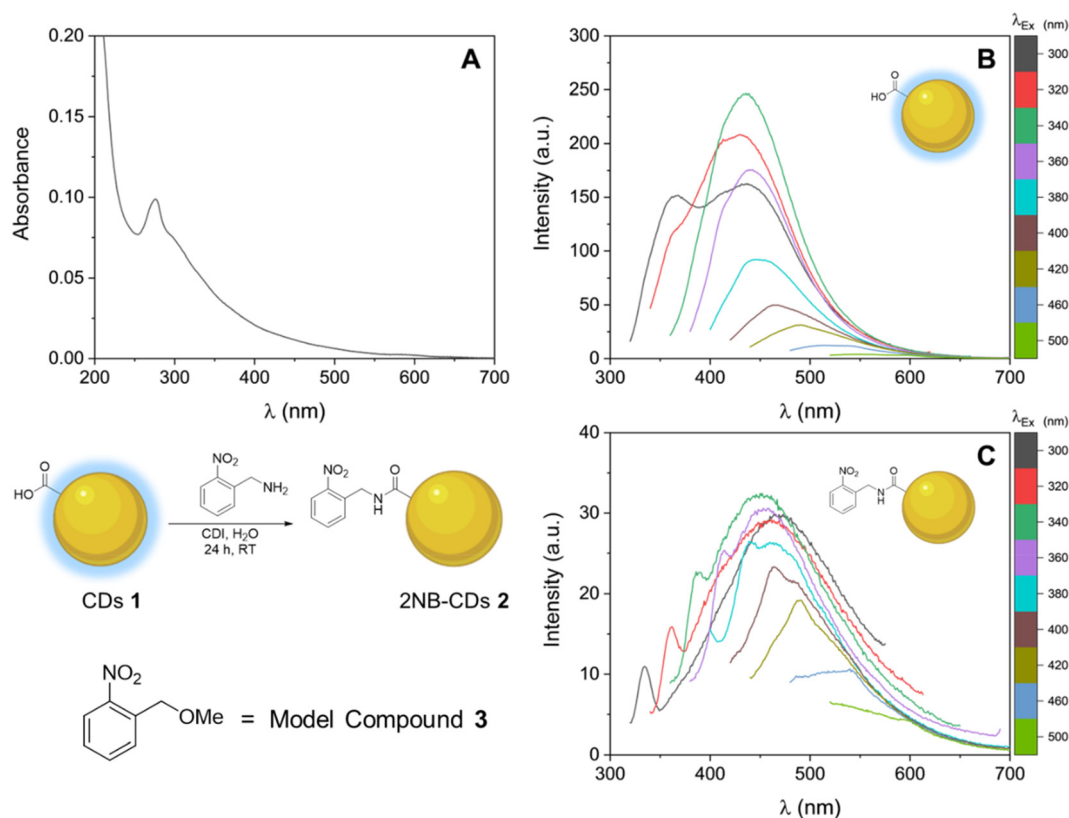 A
0.20
0.15
0.10
0.05
0.00
Absorbance
200 300 400 500 600 700
λ (nm)
B
300
250
200
150
100
50
0
Intensity (a.u.)
300 400 500 600 700
λ (nm)
O
HO
λEx (nm)
300
320
340
360
380
400
420
460
500
O
HO
CDs 1
NO2
NH2
CDI, H2O
24 h, RT
NO2
O
N
H
2NB-CDs 2
NO2
OMe = Model Compound 3
C
40
30
20
10
0
Intensity (a.u.)
300 400 500 600 700
λ (nm)
NO2
O
N
H
λEx (nm)
300
320
340
360
380
400
420
460
500